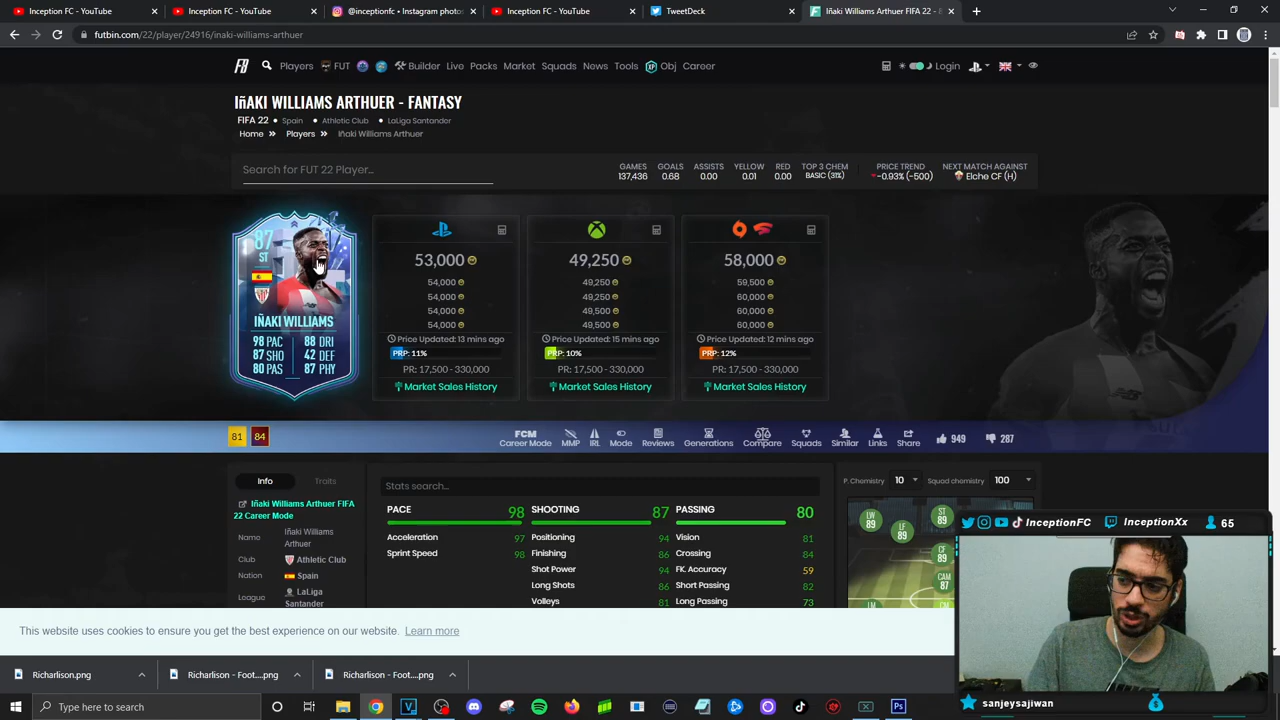 Inception FC - YouTube
Inception FC - YouTube
@inceptionfc • Instagram photos
Inception FC - YouTube
TweetDeck
Iñaki Williams Arthuer FIFA 22 - 8
futbin.com/22/player/24916/inaki-williams-arthuer
Players FUT Builder Live Packs Market Squads News Tools Obj Career Login
IñAKI WILLIAMS ARTHUER - FANTASY
FIFA 22 • Spain • Athletic Club • LaLiga Santander
Home » Players » Iñaki Williams Arthuer
Search for FUT 22 Player...
GAMES 137,436
GOALS 0.68
ASSISTS 0.00
YELLOW 0.01
RED 0.00
TOP 3 CHEM BASIC (31%)
PRICE TREND -0.93% (-500)
NEXT MATCH AGAINST Elche CF (H)
87
ST
IÑAKI WILLIAMS
98 PAC 88 DRI
87 SHO 42 DEF
80 PAS 87 PHY
53,000
54,000
54,000
54,000
54,000
Price Updated: 13 mins ago
PRP: 11%
PR: 17,500 - 330,000
Market Sales History
49,250
49,250
49,250
49,500
49,500
Price Updated: 15 mins ago
PRP: 10%
PR: 17,500 - 330,000
Market Sales History
58,000
59,500
60,000
60,000
60,000
Price Updated: 12 mins ago
PRP: 12%
PR: 17,500 - 330,000
Market Sales History
81 84
FCM
Career Mode MMP IRL Mode Reviews Generations Compare Squads Similar Links Share 949 287
Info Traits
Iñaki Williams Arthuer FIFA
22 Career Mode
Name Iñaki Williams
Arthuer
Club Athletic Club
Nation Spain
League LaLiga
Santander
Stats search...
PACE 98
Acceleration 97
Sprint Speed 98
SHOOTING 87
Positioning 94
Finishing 86
Shot Power 94
Long Shots 86
Volleys 81
PASSING 80
Vision 81
Crossing 84
FK. Accuracy 59
Short Passing 82
Long Passing 73
P. Chemistry 10 Squad chemistry 100
LW
89
LF
89
ST
89
CF
89
CAM
87
LM
CM
InceptionFC InceptionXx 65
This website uses cookies to ensure you get the best experience on our website. Learn more
Richarlison.png
Richarlison - Foot....png
Richarlison - Foot....png
sanjeysajiwan
Type here to search